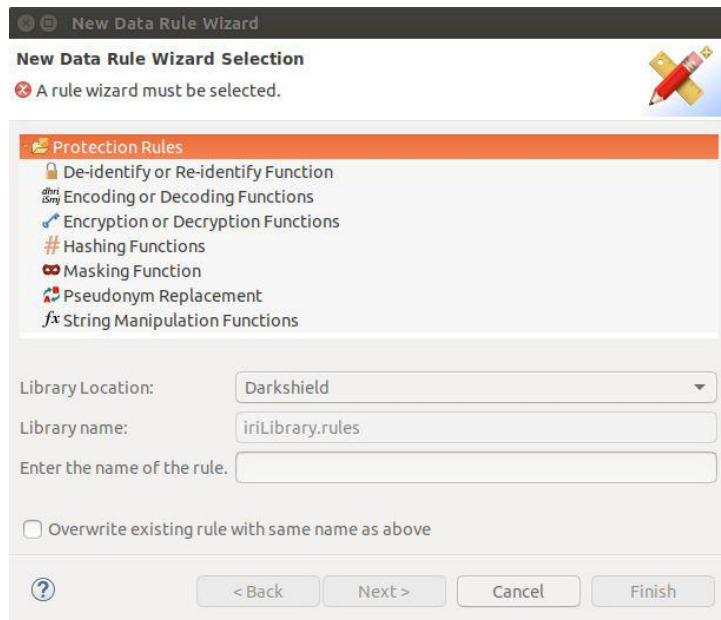 New Data Rule Wizard
New Data Rule Wizard Selection
A rule wizard must be selected.
Protection Rules
De-identify or Re-identify Function
Encoding or Decoding Functions
Encryption or Decryption Functions
# Hashing Functions
Masking Function
Pseudonym Replacement
fx String Manipulation Functions
Library Location: Darkshield
Library name: iriLibrary.rules
Enter the name of the rule.
Overwrite existing rule with same name as above
? < Back Next > Cancel Finish